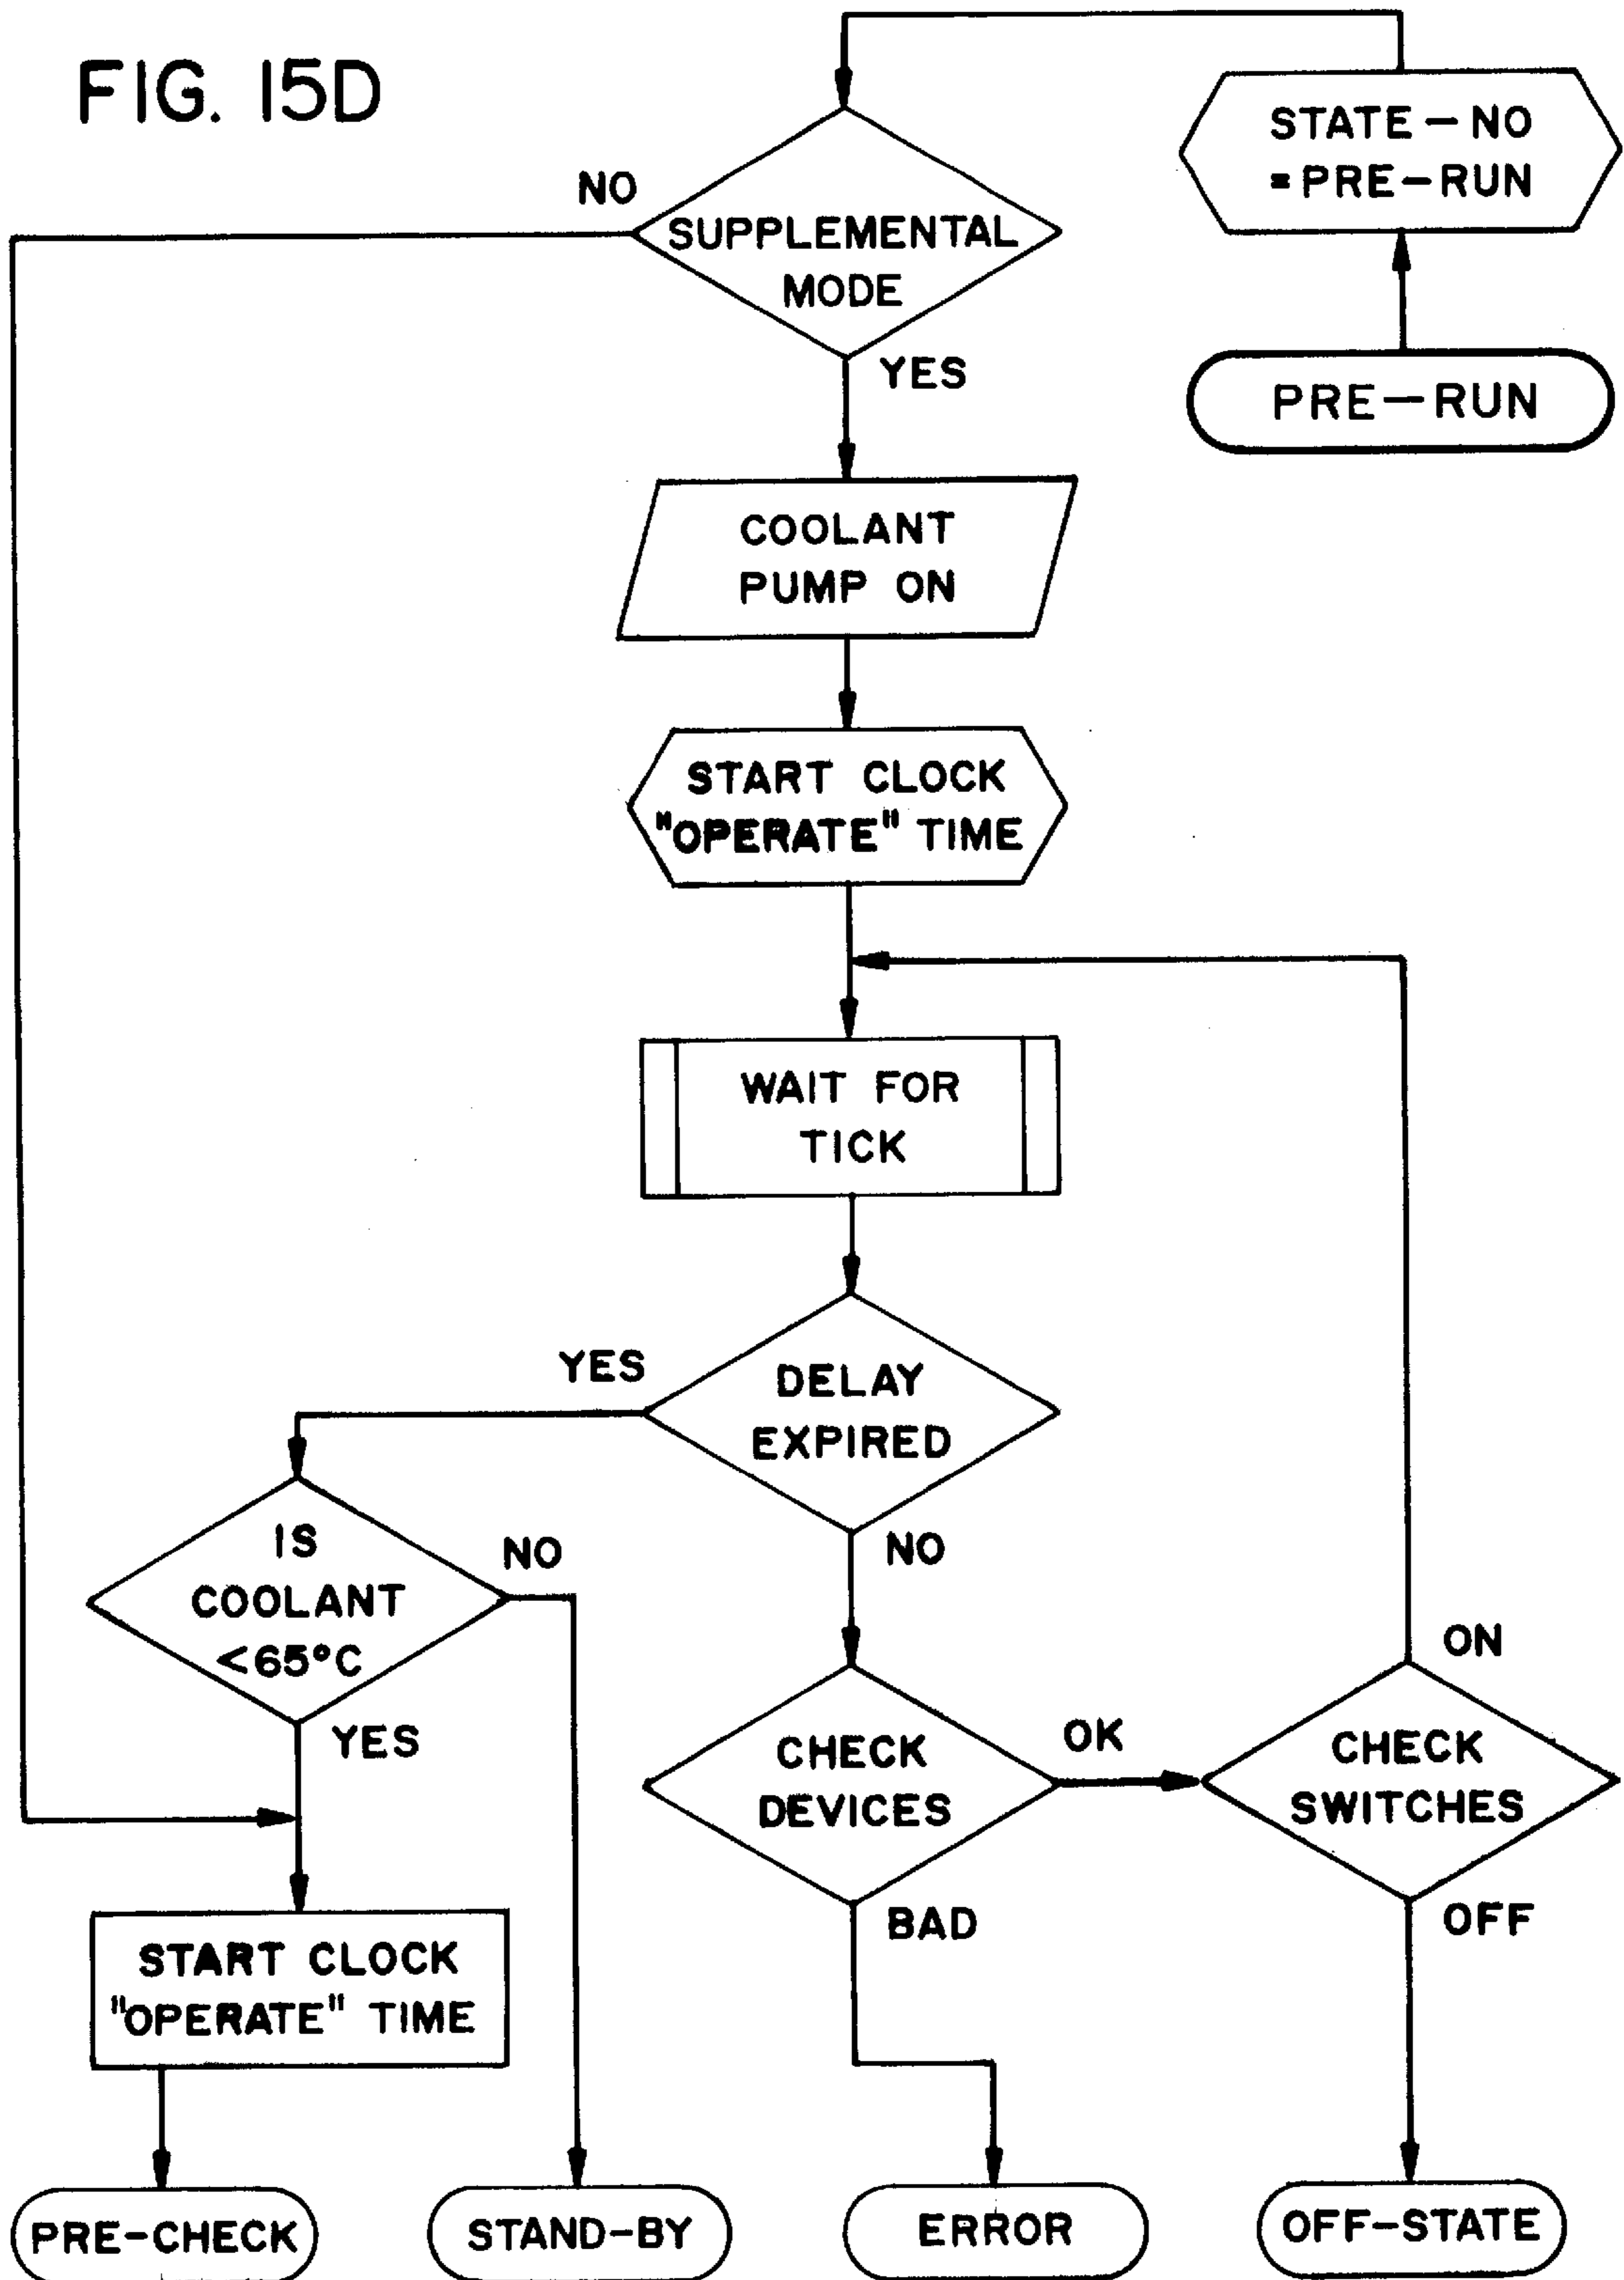 FIG. 15D
STATE-NO
=PRE-RUN
NO
SUPPLEMENTAL
MODE
YES
PRE-RUN
COOLANT
PUMP ON
START CLOCK
"OPERATE" TIME
WAIT FOR
TICK
YES
DELAY
EXPIRED
NO
IS
COOLANT
<65°C
NO
YES
CHECK
DEVICES
OK
BAD
ON
CHECK
SWITCHES
OFF
START CLOCK
"OPERATE" TIME
PRE-CHECK
STAND-BY
ERROR
OFF-STATE